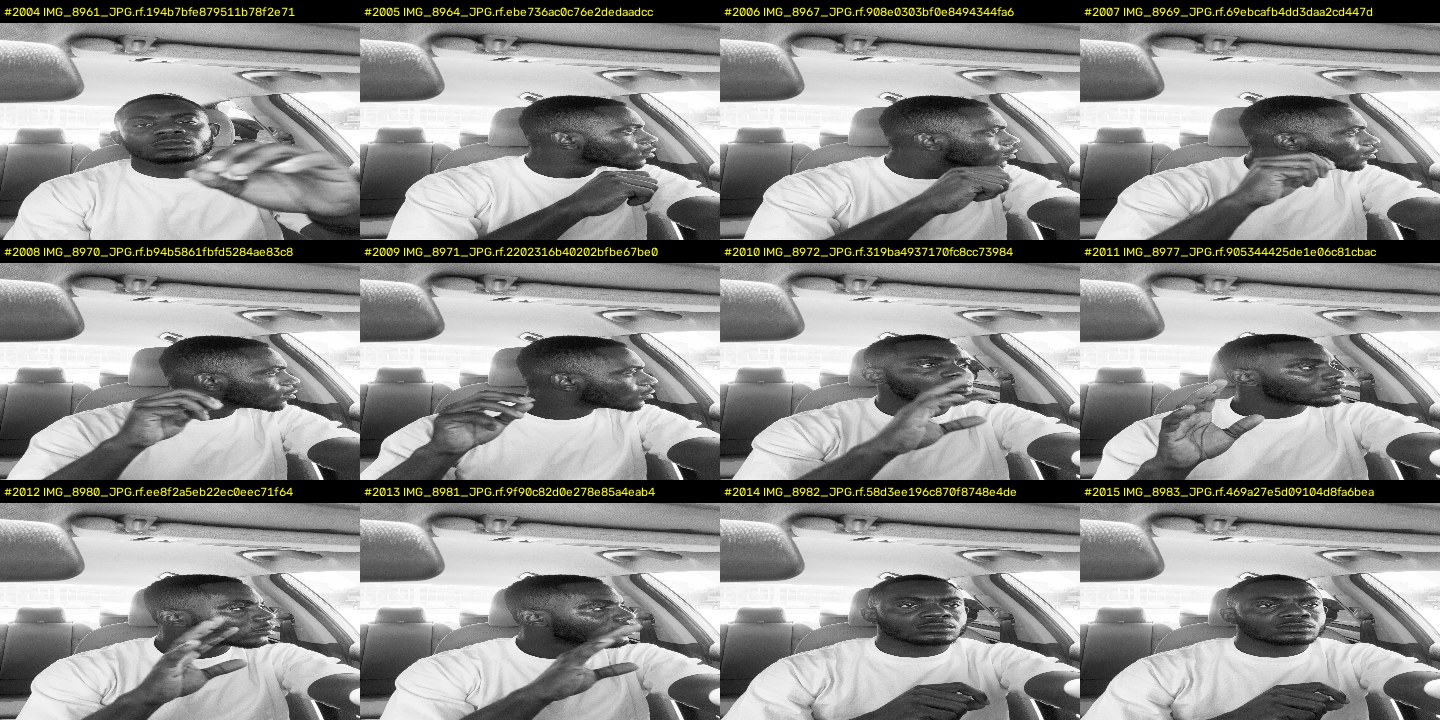 #2004 IMG_8961_JPG.rf.194b7bfe879511b78f2e71
#2005 IMG_8964_JPG.rf.ebe736ac0c76e2dedaadcc
#2006 IMG_8967_JPG.rf.908e0303bf0e8494344fa6
#2007 IMG_8969_JPG.rf.69ebcafb4dd3daa2cd447d
#2008 IMG_8970_JPG.rf.b94b5861fbfd5284ae83c8
#2009 IMG_8971_JPG.rf.2202316b40202bfbe67be0
#2010 IMG_8972_JPG.rf.319ba4937170fc8cc73984
#2011 IMG_8977_JPG.rf.905344425de1e06c81cbac
#2012 IMG_8980_JPG.rf.ee8f2a5eb22ec0eec71f64
#2013 IMG_8981_JPG.rf.9f90c82d0e278e85a4eab4
#2014 IMG_8982_JPG.rf.58d3ee196c870f8748e4de
#2015 IMG_8983_JPG.rf.469a27e5d09104d8fa6bea